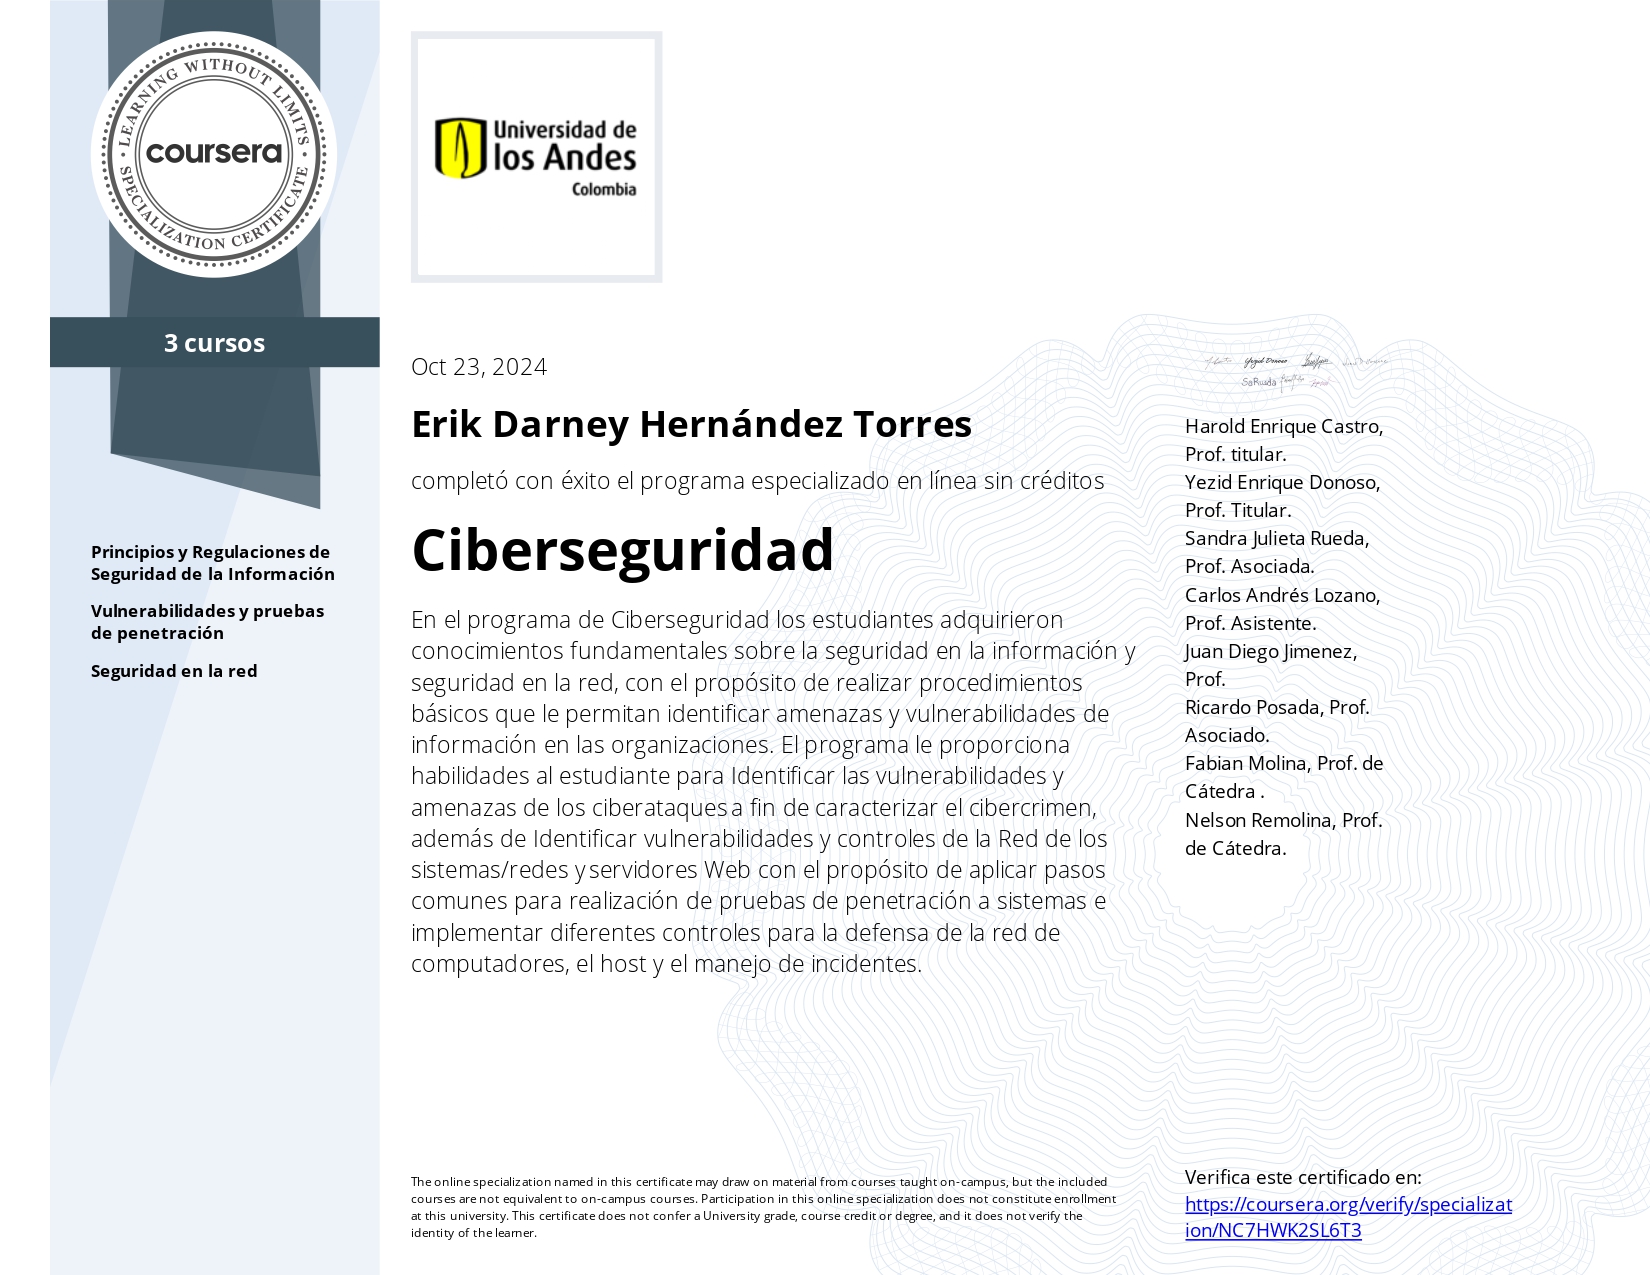 LEARNING WITHOUT LIMITS
coursera
SPECIALIZATION CERTIFICATE
3 cursos
Principios y Regulaciones de
Seguridad de la Información
Vulnerabilidades y pruebas
de penetración
Seguridad en la red
Universidad de
los Andes
Colombia
Oct 23, 2024
Erik Darney Hernández Torres
completó con éxito el programa especializado en línea sin créditos
Ciberseguridad
En el programa de Ciberseguridad los estudiantes adquirieron
conocimientos fundamentales sobre la seguridad en la información y
seguridad en la red, con el propósito de realizar procedimientos
básicos que le permitan identificar amenazas y vulnerabilidades de
información en las organizaciones. El programa le proporciona
habilidades al estudiante para Identificar las vulnerabilidades y
amenazas de los ciberataques a fin de caracterizar el cibercrimen,
además de Identificar vulnerabilidades y controles de la Red de los
sistemas/redes y servidores Web con el propósito de aplicar pasos
comunes para realización de pruebas de penetración a sistemas e
implementar diferentes controles para la defensa de la red de
computadores, el host y el manejo de incidentes.
Yezid Donoso
SaRueda
Harold Enrique Castro,
Prof. titular.
Yezid Enrique Donoso,
Prof. Titular.
Sandra Julieta Rueda,
Prof. Asociada.
Carlos Andrés Lozano,
Prof. Asistente.
Juan Diego Jimenez,
Prof.
Ricardo Posada, Prof.
Asociado.
Fabian Molina, Prof. de
Cátedra .
Nelson Remolina, Prof.
de Cátedra.
The online specialization named in this certificate may draw on material from courses taught on-campus, but the included
courses are not equivalent to on-campus courses. Participation in this online specialization does not constitute enrollment
at this university. This certificate does not confer a University grade, course credit or degree, and it does not verify the
identity of the learner.
Verifica este certificado en:
https://coursera.org/verify/specializat
ion/NC7HWK2SL6T3